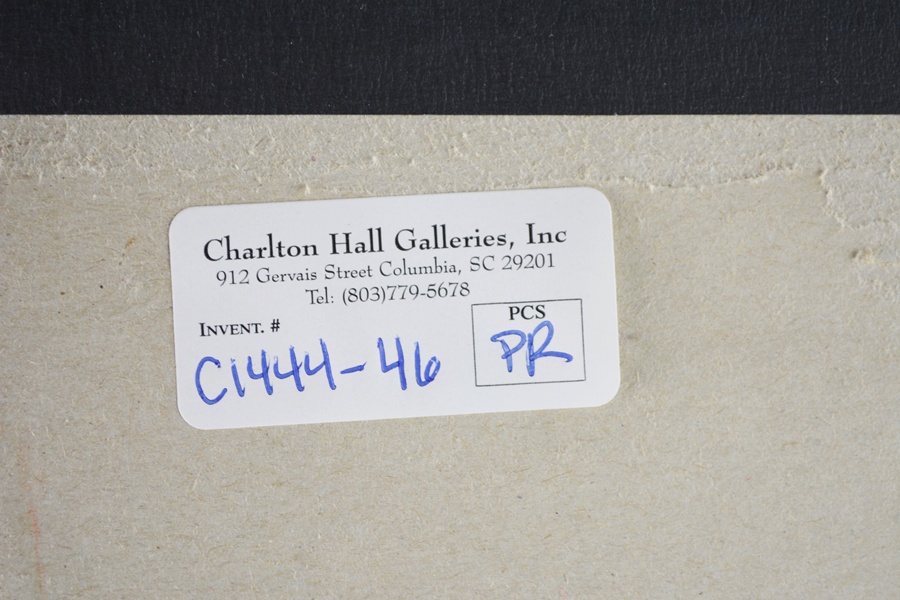 Charlton Hall Galleries, Inc
912 Gervais Street Columbia, SC 29201
Tel: (803)779-5678
INVENT. #
C1444-46
PCS
PR